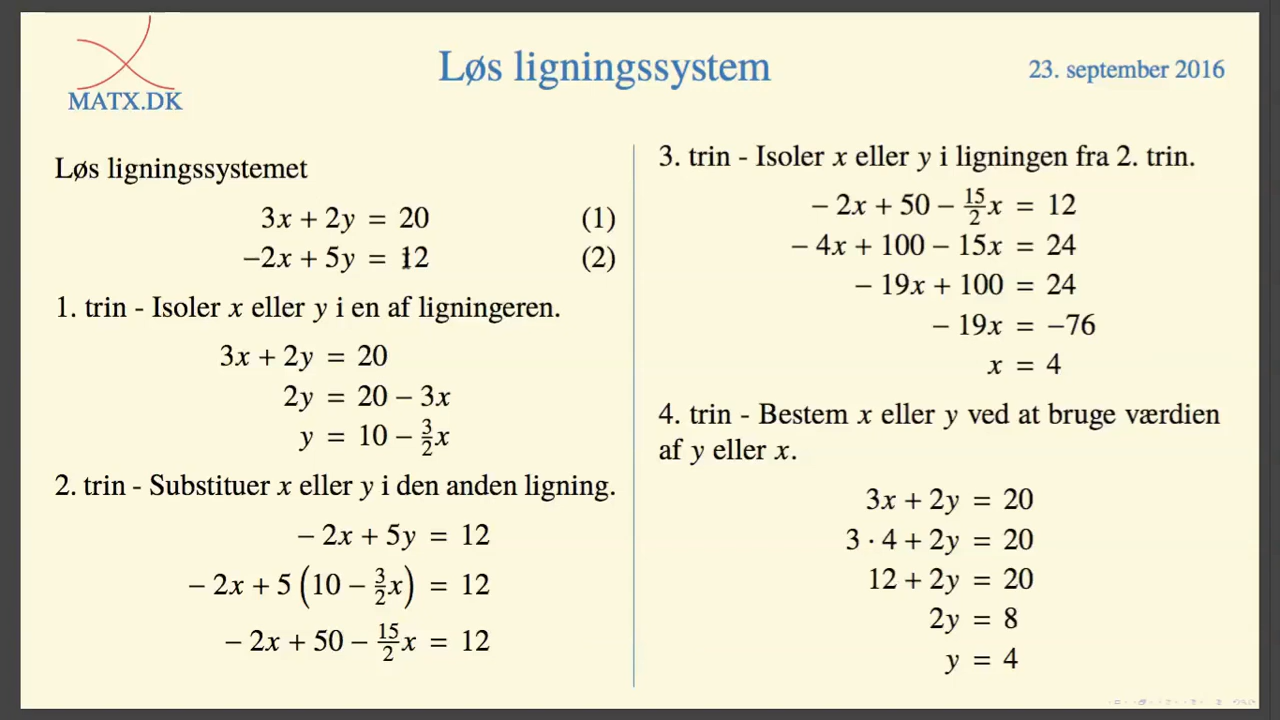 MATX.DK
Løs ligningssystem
23. september 2016
Løs ligningssystemet
3x + 2y = 20 (1)
−2x + 5y = 12 (2)
1. trin - Isoler x eller y i en af ligningeren.
3x + 2y = 20
2y = 20 − 3x
y = 10 − 3/2x
2. trin - Substituer x eller y i den anden ligning.
− 2x + 5y = 12
− 2x + 5 (10 − 3/2x) = 12
− 2x + 50 − 15/2x = 12
3. trin - Isoler x eller y i ligningen fra 2. trin.
− 2x + 50 − 15/2x = 12
− 4x + 100 − 15x = 24
− 19x + 100 = 24
− 19x = −76
x = 4
4. trin - Bestem x eller y ved at bruge værdien
af y eller x.
3x + 2y = 20
3 · 4 + 2y = 20
12 + 2y = 20
2y = 8
y = 4